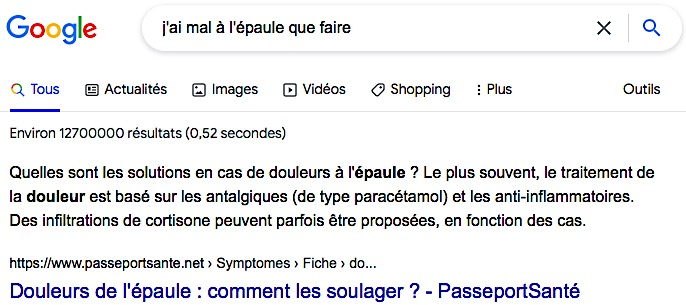 Google
j'ai mal à l'épaule que faire
Tous Actualités Images Vidéos Shopping Plus Outils
Environ 12700000 résultats (0,52 secondes)
Quelles sont les solutions en cas de douleurs à l'épaule ? Le plus souvent, le traitement de
la douleur est basé sur les antalgiques (de type paracétamol) et les anti-inflammatoires.
Des infiltrations de cortisone peuvent parfois être proposées, en fonction des cas.
https://www.passeportsante.net › Symptomes › Fiche › do...
Douleurs de l'épaule : comment les soulager ? - PasseportSanté